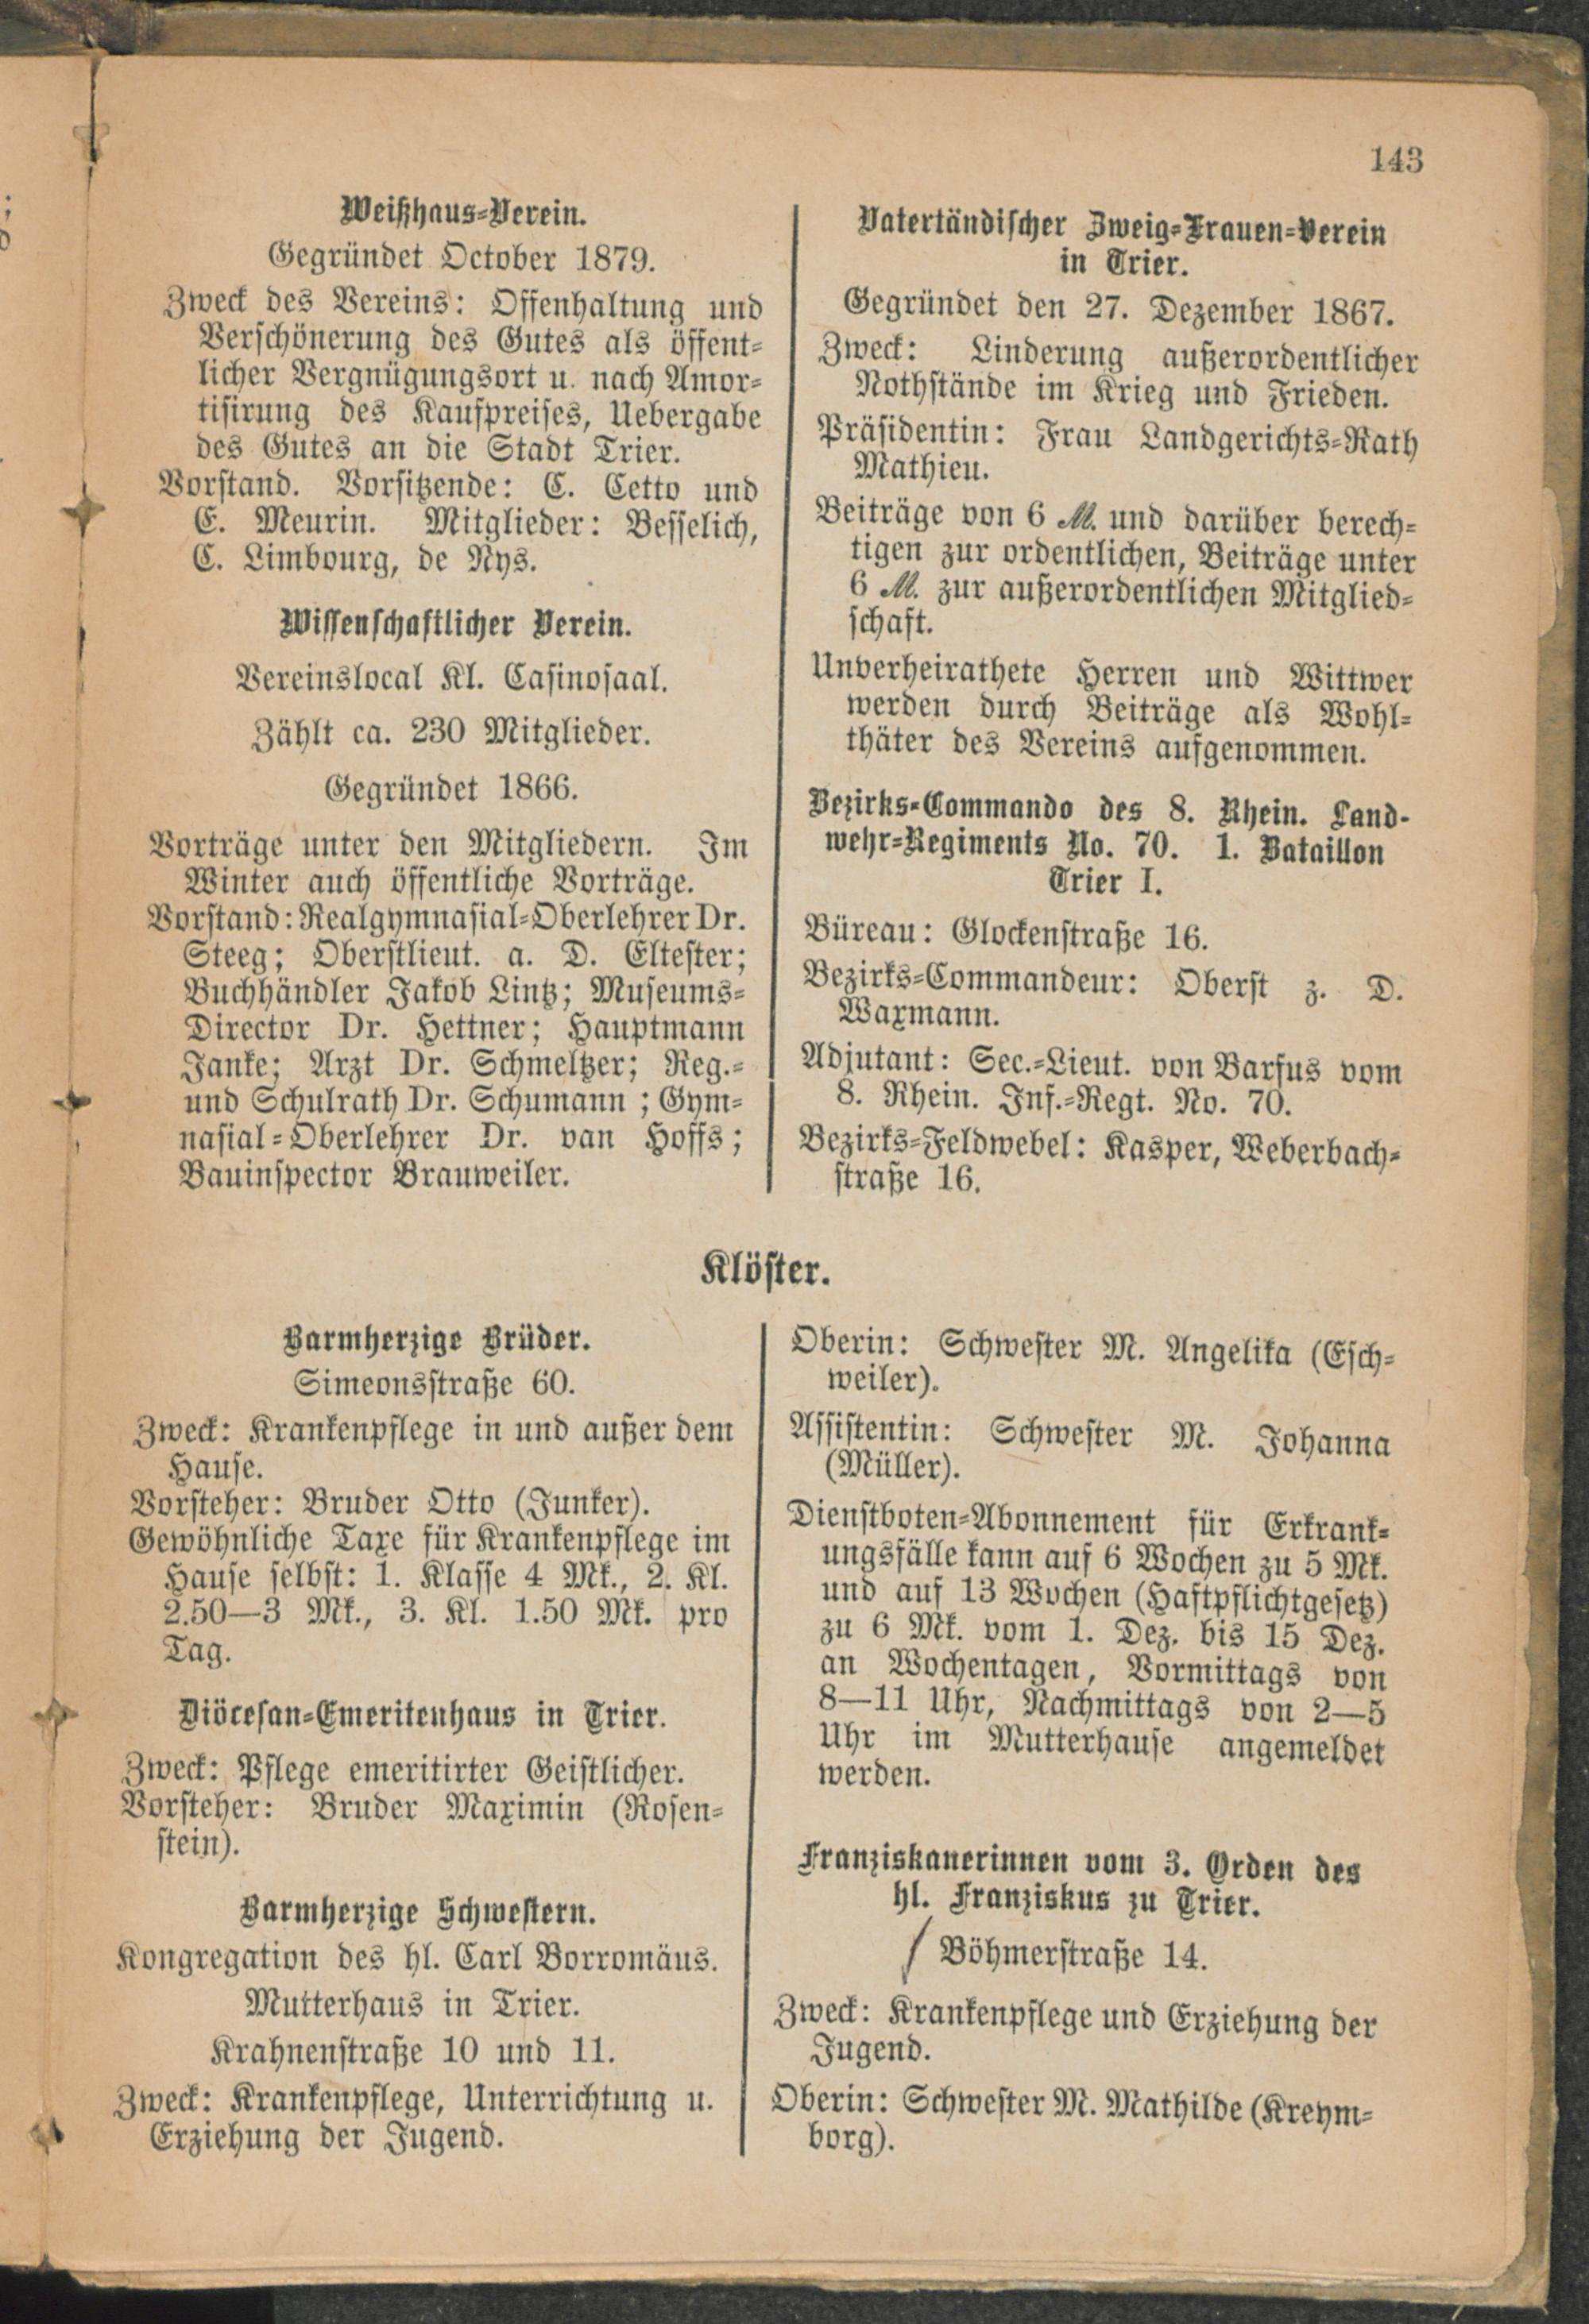 143
Weißhaus-Verein.
Gegründet October 1879.
Zweck des Vereins: Offenhaltung und
Verschönerung des Gutes als öffent-
licher Vergnügungsort u. nach Amor-
tisirung des Kaufpreises, Uebergabe
des Gutes an die Stadt Trier.
Vorstand. Vorsitzende: C. Cetto und
E. Meurin. Mitglieder: Besselich,
C. Limbourg, de Nys.
Wissenschaftlicher Verein.
Vereinslocal Kl. Casinosaal.
Zählt ca. 230 Mitglieder.
Gegründet 1866.
Vorträge unter den Mitgliedern. Im
Winter auch öffentliche Vorträge.
Vorstand: Realgymnasial-Oberlehrer Dr.
Steeg; Oberstlieut. a. D. Eltester;
Buchhändler Jakob Lintz; Museums-
Director Dr. Hettner; Hauptmann
Janke; Arzt Dr. Schmeltzer; Reg.-
und Schulrath Dr. Schumann; Gym-
nasial-Oberlehrer Dr. van Hoffs;
Bauinspector Brauweiler.
Vaterländischer Zweig-Frauen-Verein
in Trier.
Gegründet den 27. Dezember 1867.
Zweck: Linderung außerordentlicher
Nothstände im Krieg und Frieden.
Präsidentin: Frau Landgerichts-Rath
Mathieu.
Beiträge von 6 M. und darüber berech-
tigen zur ordentlichen, Beiträge unter
6 M. zur außerordentlichen Mitglied-
schaft.
Unverheirathete Herren und Wittwer
werden durch Beiträge als Wohl-
thäter des Vereins aufgenommen.
Bezirks-Commando des 8. Rhein. Land-
wehr-Regiments No. 70. 1. Bataillon
Trier I.
Büreau: Glockenstraße 16.
Bezirks-Commandeur: Oberst z. D.
Waxmann.
Adjutant: Sec.-Lieut. von Barfus vom
8. Rhein. Inf.-Regt. No. 70.
Bezirks-Feldwebel: Kasper, Weberbach-
straße 16.
Klöster.
Barmherzige Brüder.
Simeonsstraße 60.
Zweck: Krankenpflege in und außer dem
Hause.
Vorsteher: Bruder Otto (Junker).
Gewöhnliche Taxe für Krankenpflege im
Hause selbst: 1. Klasse 4 Mk., 2. Kl.
2.50—3 Mk., 3. Kl. 1.50 Mk. pro
Tag.
Diöcesan-Emeritenhaus in Trier.
Zweck: Pflege emeritirter Geistlicher.
Vorsteher: Bruder Maximin (Rosen-
stein).
Barmherzige Schwestern.
Kongregation des hl. Carl Borromäus.
Mutterhaus in Trier.
Krahnenstraße 10 und 11.
Zweck: Krankenpflege, Unterrichtung u.
Erziehung der Jugend.
Oberin: Schwester M. Angelika (Esch-
weiler).
Assistentin: Schwester M. Johanna
(Müller).
Dienstboten-Abonnement für Erkrank-
ungsfälle kann auf 6 Wochen zu 5 Mk.
und auf 13 Wochen (Haftpflichtgesetz)
zu 6 Mk. vom 1. Dez. bis 15 Dez.
an Wochentagen, Vormittags von
8—11 Uhr, Nachmittags von 2—5
Uhr im Mutterhause angemeldet
werden.
Franziskanerinnen vom 3. Orden des
hl. Franziskus zu Trier.
Böhmerstraße 14.
Zweck: Krankenpflege und Erziehung der
Jugend.
Oberin: Schwester M. Mathilde (Kreym-
borg).